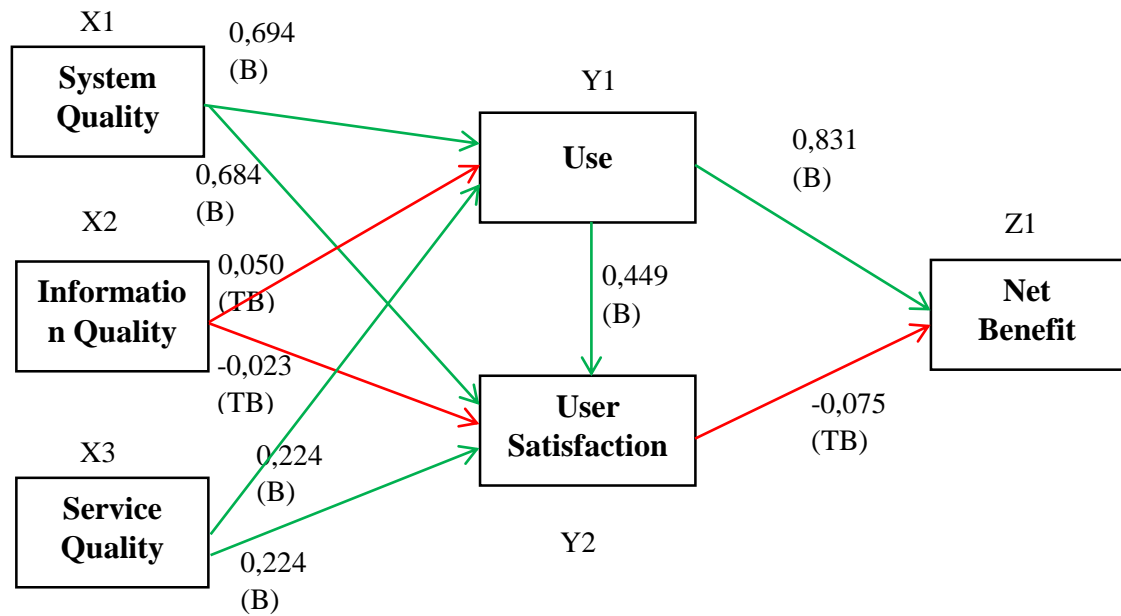 X1
System
Quality
0,694
(B)
0,684
(B)
X2
Informatio
n Quality
0,050
(TB)
-0,023
(TB)
X3
Service
Quality
0,224
(B)
0,224
(B)
Y1
Use
0,449
(B)
User
Satisfaction
Y2
0,831
(B)
Z1
Net
Benefit
-0,075
(TB)